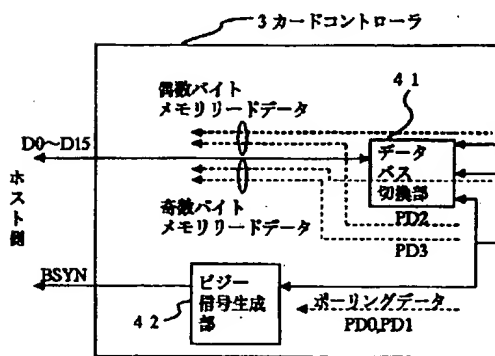 3 カードコントローラ
偶数バイト
メモリリードデータ
41
D0〜D15
データ
バス
切換部
ホスト側
奇数バイト
メモリリードデータ
PD2
PD3
BSYN
ビジー
信号生成
部
ポーリングデータ
PD0,PD1
42